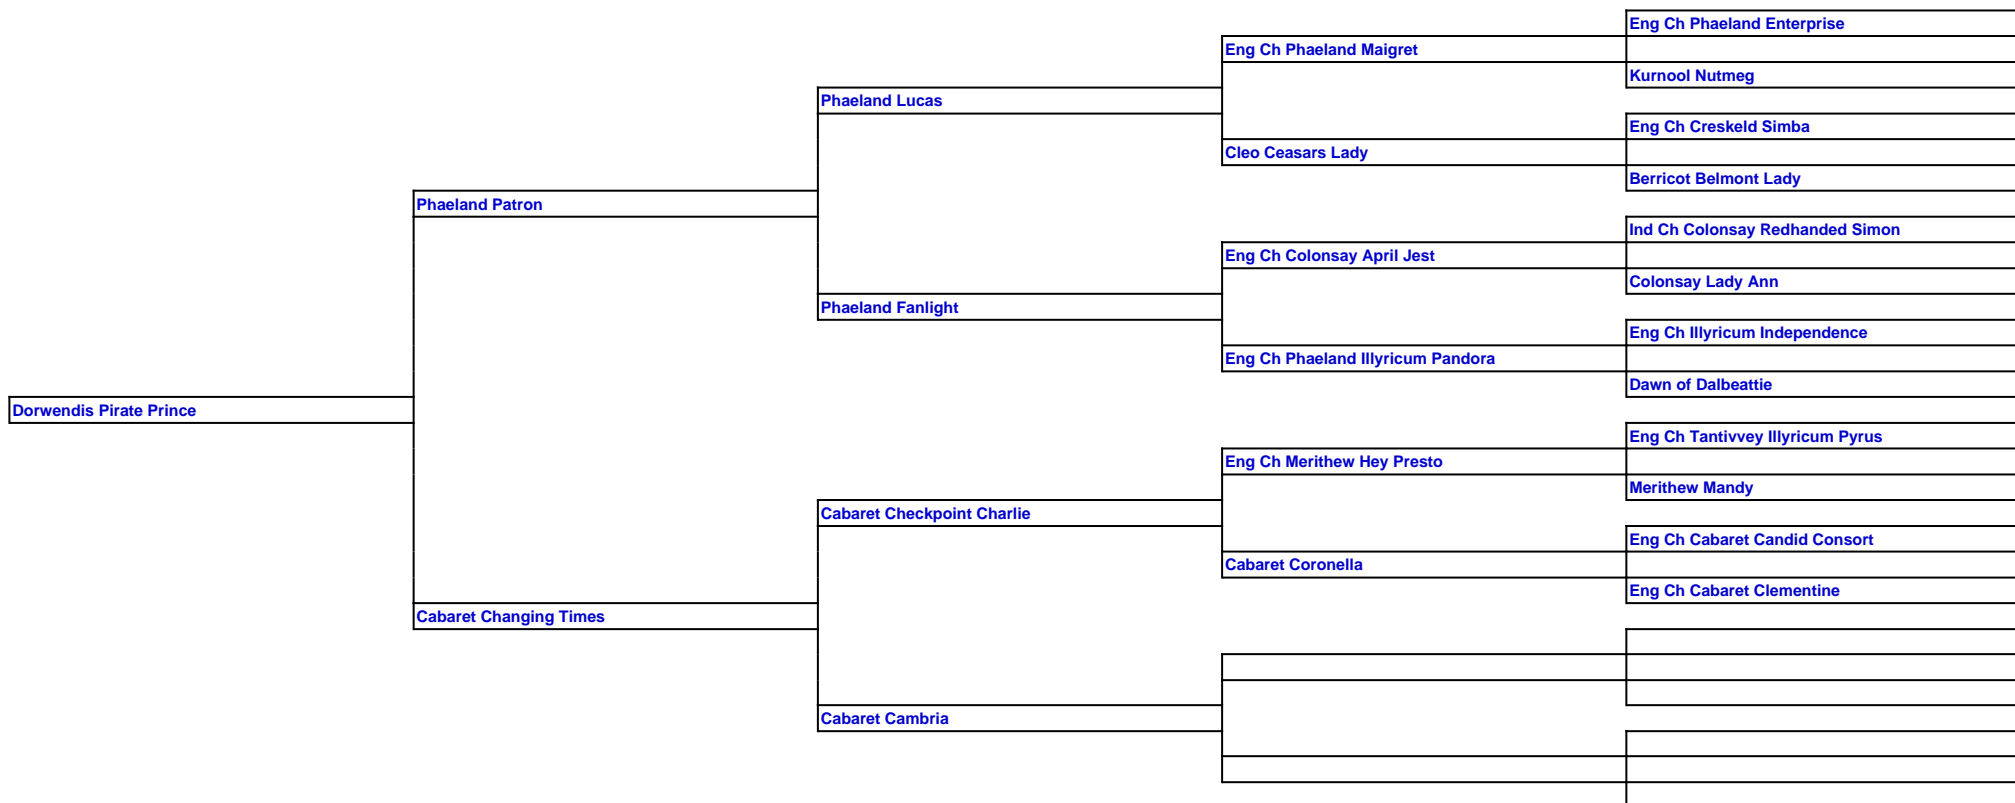 Eng Ch Phaeland Enterprise
Eng Ch Phaeland Maigret
Kurnool Nutmeg
Phaeland Lucas
Eng Ch Creskeld Simba
Cleo Ceasars Lady
Berricot Belmont Lady
Phaeland Patron
Ind Ch Colonsay Redhanded Simon
Eng Ch Colonsay April Jest
Colonsay Lady Ann
Phaeland Fanlight
Eng Ch Illyricum Independence
Eng Ch Phaeland Illyricum Pandora
Dawn of Dalbeattie
Dorwendis Pirate Prince
Eng Ch Tantivvey Illyricum Pyrus
Eng Ch Merithew Hey Presto
Merithew Mandy
Cabaret Checkpoint Charlie
Eng Ch Cabaret Candid Consort
Cabaret Coronella
Eng Ch Cabaret Clementine
Cabaret Changing Times
Cabaret Cambria